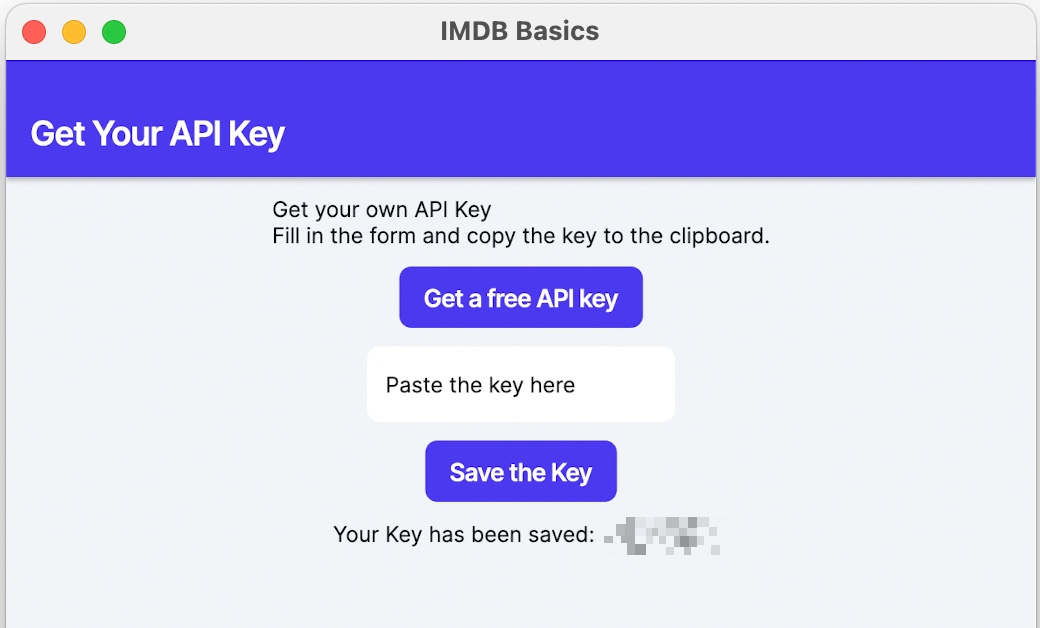 IMDB Basics
Get Your API Key
Get your own API Key
Fill in the form and copy the key to the clipboard.
Get a free API key
Paste the key here
Save the Key
Your Key has been saved: